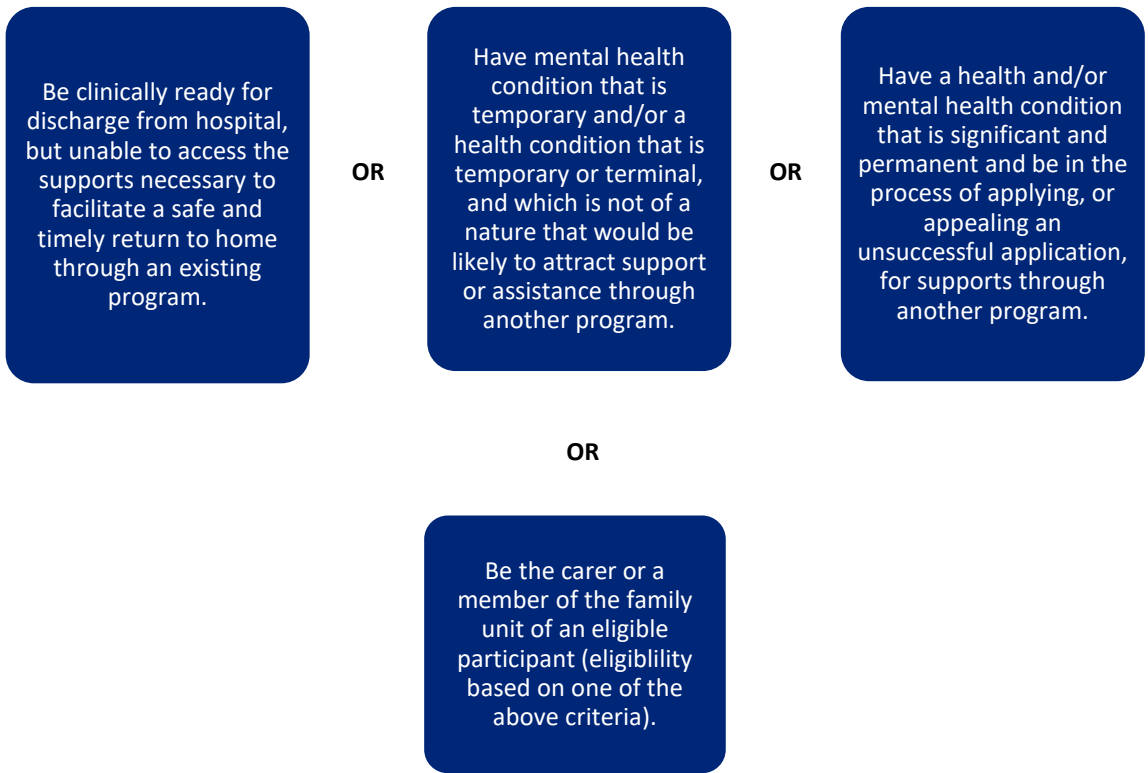 Be clinically ready for
discharge from hospital,
but unable to access the
supports necessary to
facilitate a safe and
timely return to home
through an existing
program.
OR
Have mental health
condition that is
temporary and/or a
health condition that is
temporary or terminal,
and which is not of a
nature that would be
likely to attract support
or assistance through
another program.
OR
Have a health and/or
mental health condition
that is significant and
permanent and be in the
process of applying, or
appealing an
unsuccessful application,
for supports through
another program.
OR
Be the carer or a
member of the family
unit of an eligible
participant (eligiblility
based on one of the
above criteria).